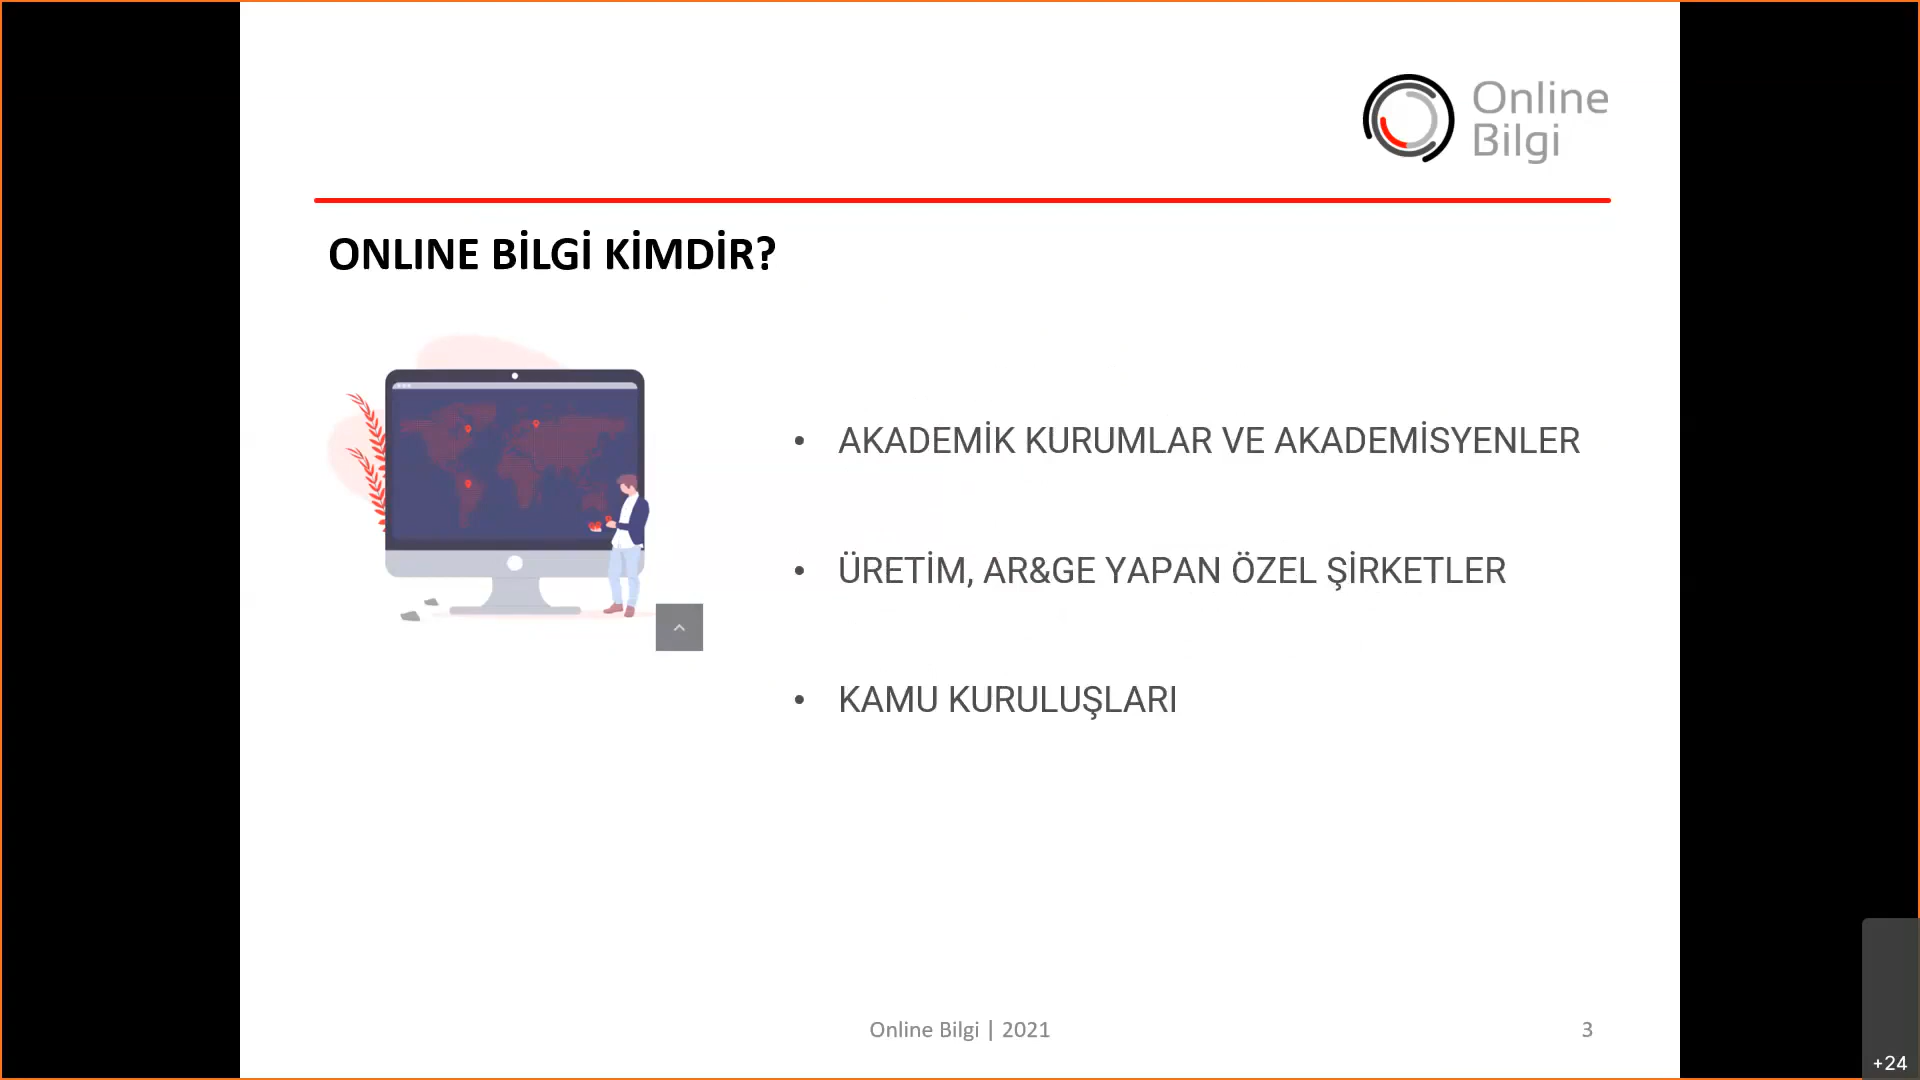 Online
Bilgi
ONLINE BİLGİ KİMDİR?
• AKADEMİK KURUMLAR VE AKADEMİSYENLER
• ÜRETİM, AR&GE YAPAN ÖZEL ŞİRKETLER
• KAMU KURULUŞLARI
Online Bilgi | 2021
3
+24